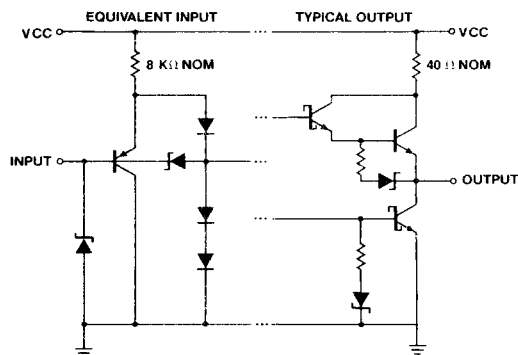 EQUIVALENT INPUT
TYPICAL OUTPUT
VCC
VCC
8 KΩ NOM
40 Ω NOM
INPUT
OUTPUT